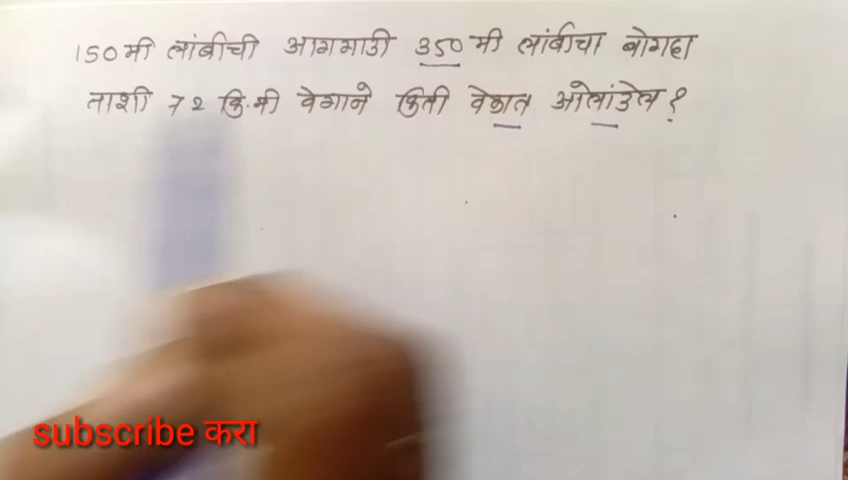 150 मी लांबीची आगगाडी 350 मी लांबीचा बोगदा
ताशी 72 कि.मी वेगाने किती वेळात ओलांडेल ?
subscribe करा